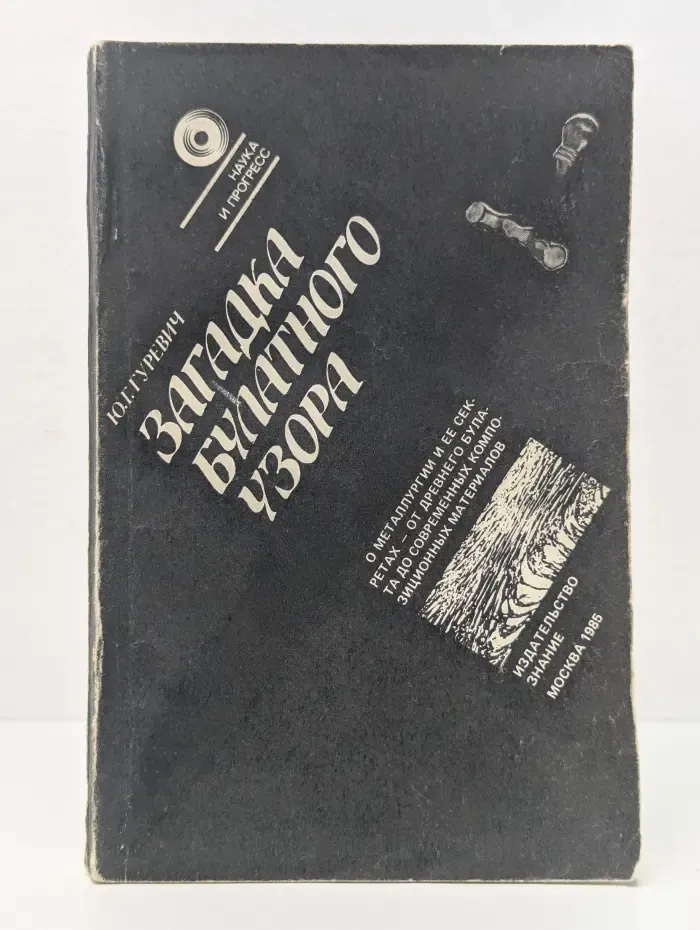 НАУКА
И ПРОГРЕСС
Ю.Г. ГУРЕВИЧ
ЗАГАДКА
БУЛАТНОГО
УЗОРА
О МЕТАЛЛУРГИИ И ЕЕ СЕК-
РЕТАХ – ОТ ДРЕВНЕГО БУЛА-
ТА ДО СОВРЕМЕННЫХ КОМПО-
ЗИЦИОННЫХ МАТЕРИАЛОВ
ИЗДАТЕЛЬСТВО
ЗНАНИЕ
МОСКВА 1985